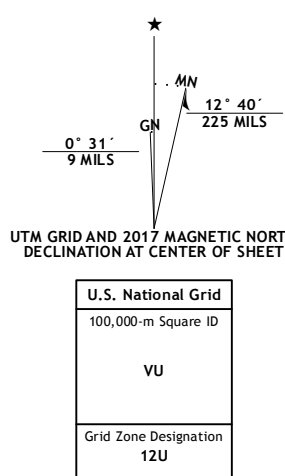 ★
MN
GN
12° 40´
225 MILS
0° 31´
9 MILS
UTM GRID AND 2017 MAGNETIC NORT
DECLINATION AT CENTER OF SHEET
U.S. National Grid
100,000-m Square ID
VU
Grid Zone Designation
12U